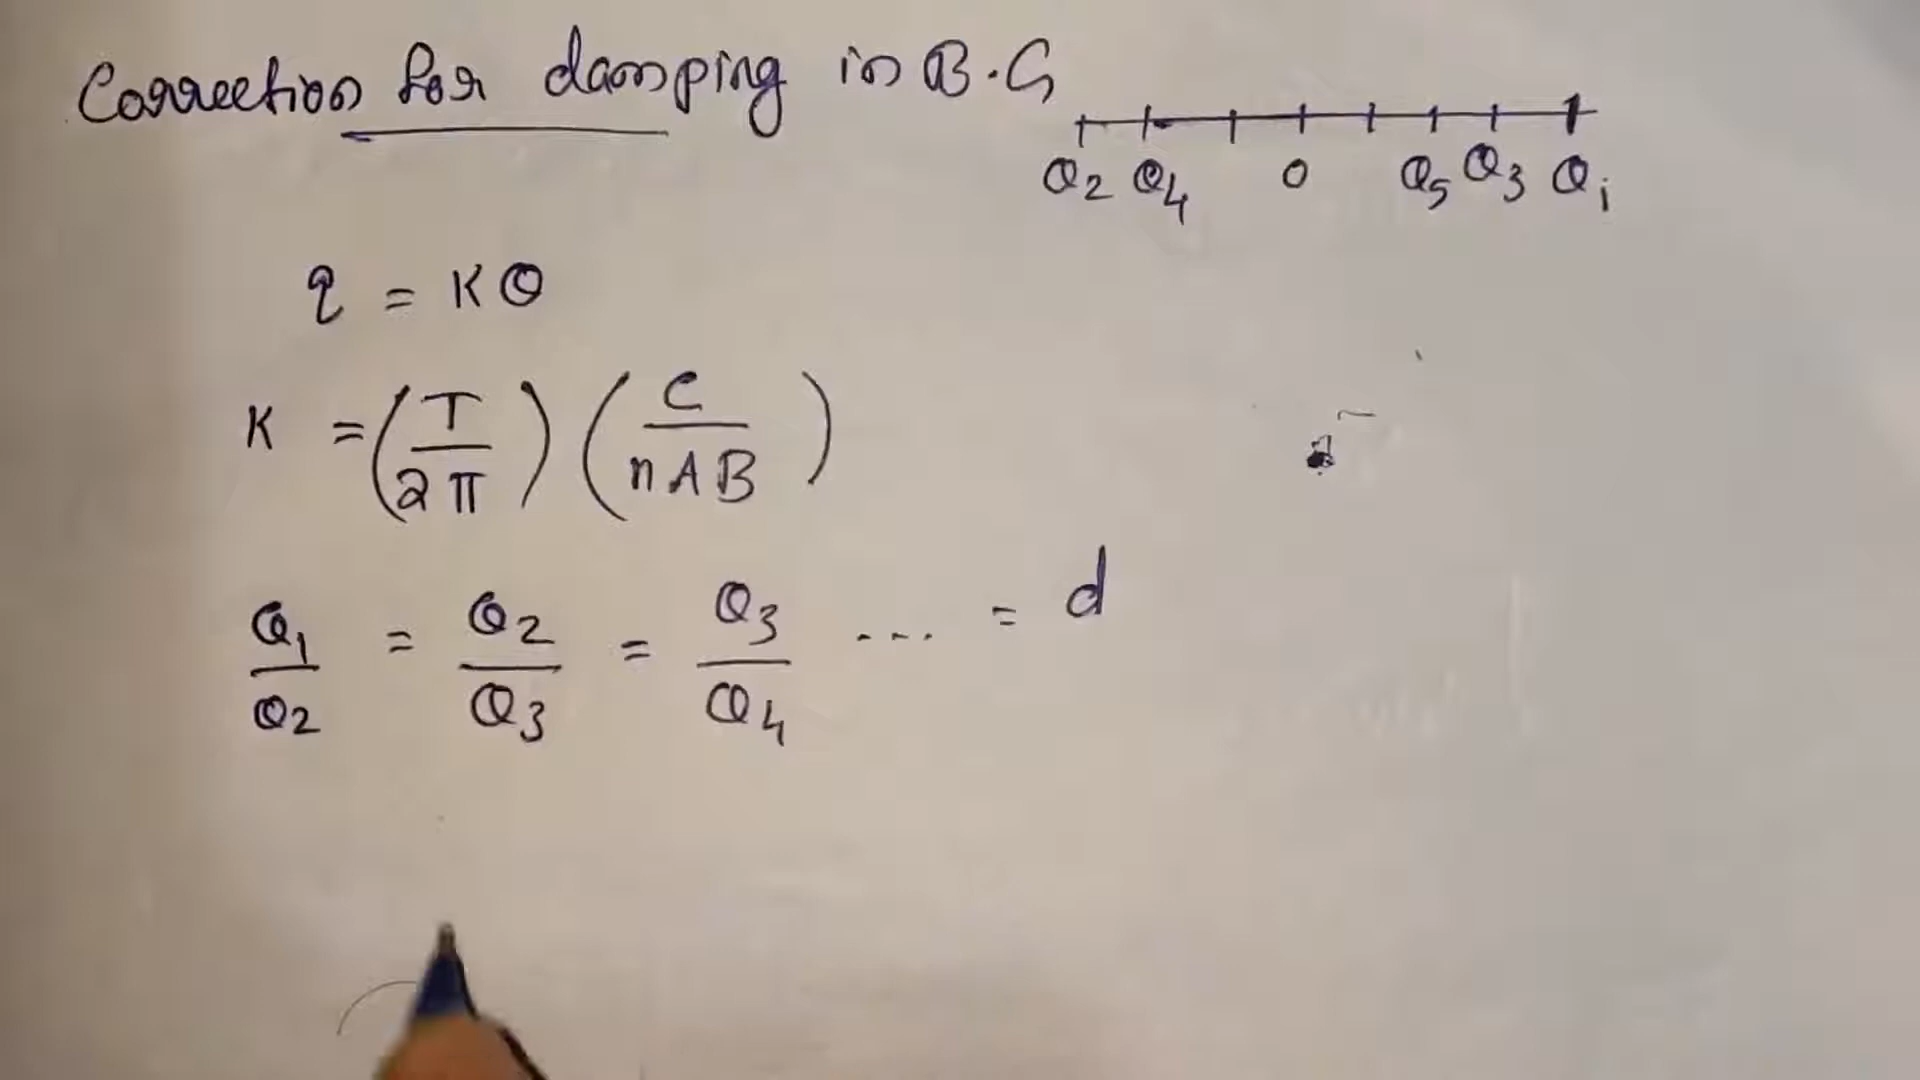 Correction for damping in B.G
θ2 θ4 0 θ5 θ3 θ1
q = Kθ
K = (T/2π) (C/nAB)
θ1/θ2 = θ2/θ3 = θ3/θ4 ... = d